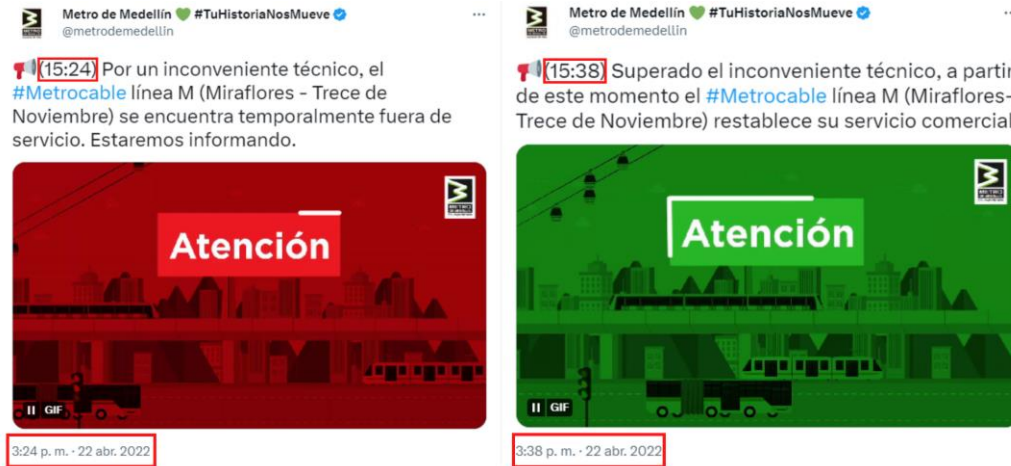 Metro de Medellín 💚 #TuHistoriaNosMueve
@metrodemedellin
(15:24) Por un inconveniente técnico, el
#Metrocable línea M (Miraflores - Trece de
Noviembre) se encuentra temporalmente fuera de
servicio. Estaremos informando.
METRO
Atención
GIF
3:24 p. m. · 22 abr. 2022
Metro de Medellín 💚 #TuHistoriaNosMueve
@metrodemedellin
(15:38) Superado el inconveniente técnico, a partir
de este momento el #Metrocable línea M (Miraflores-
Trece de Noviembre) restablece su servicio comercial
METRO
Atención
GIF
3:38 p. m. · 22 abr. 2022